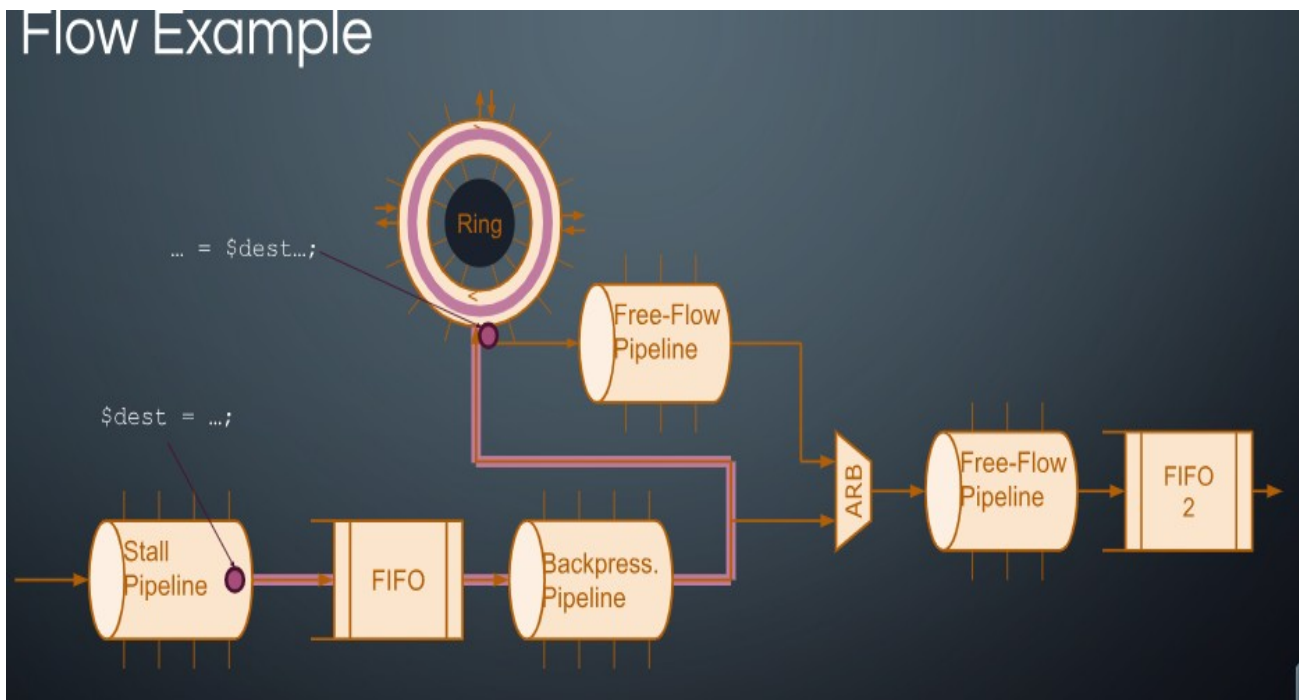 Flow Example
Ring
… = $dest…;
Free-Flow
Pipeline
$dest = …;
ARB
Free-Flow
Pipeline
FIFO
2
Stall
Pipeline
FIFO
Backpress.
Pipeline